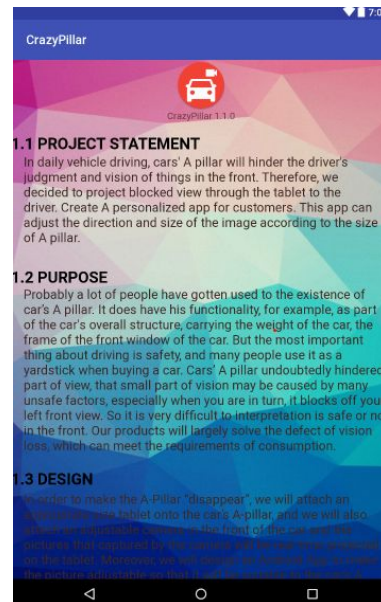 7:0
CrazyPillar
CrazyPillar 1.1.0
1.1 PROJECT STATEMENT
In daily vehicle driving, cars' A pillar will hinder the driver's
judgment and vision of things in the front. Therefore, we
decided to project blocked view through the tablet to the
driver. Create A personalized app for customers. This app can
adjust the direction and size of the image according to the size
of A pillar.
1.2 PURPOSE
Probably a lot of people have gotten used to the existence of
car's A pillar. It does have his functionality, for example, as part
of the car's overall structure, carrying the weight of the car, the
frame of the front window of the car. But the most important
thing about driving is safety, and many people use it as a
yardstick when buying a car. Cars' A pillar undoubtedly hindered
part of view, that small part of vision may be caused by many
unsafe factors, especially when you are in turn, it blocks off you
left front view. So it is very difficult to interpretation is safe or no
in the front. Our products will largely solve the defect of vision
loss, which can meet the requirements of consumption.
1.3 DESIGN
In order to make the A-Pillar "disappear", we will attach an
tablet onto the car's A-pillar, and we will also
in the front of the car and the
pictures that captured by the
on the tablet. Moreover, we will
the picture adjustable so that